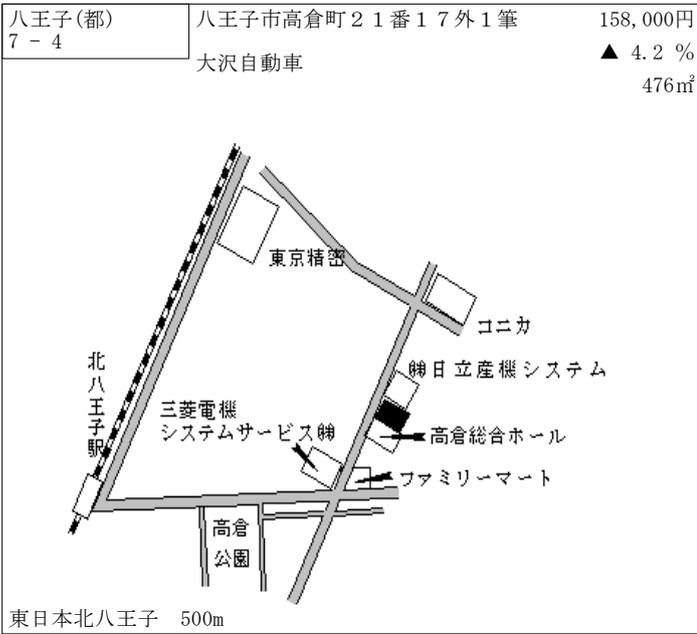 八王子(都)
7 - 4
八王子市高倉町21番17外1筆
大沢自動車
158,000円
▲ 4.2 %
476㎡
東京精密
コニカ
㈱日立産機システム
北八王子駅
三菱電機
システムサービス㈱
高倉総合ホール
ファミリーマート
高倉
公園
東日本北八王子 500m